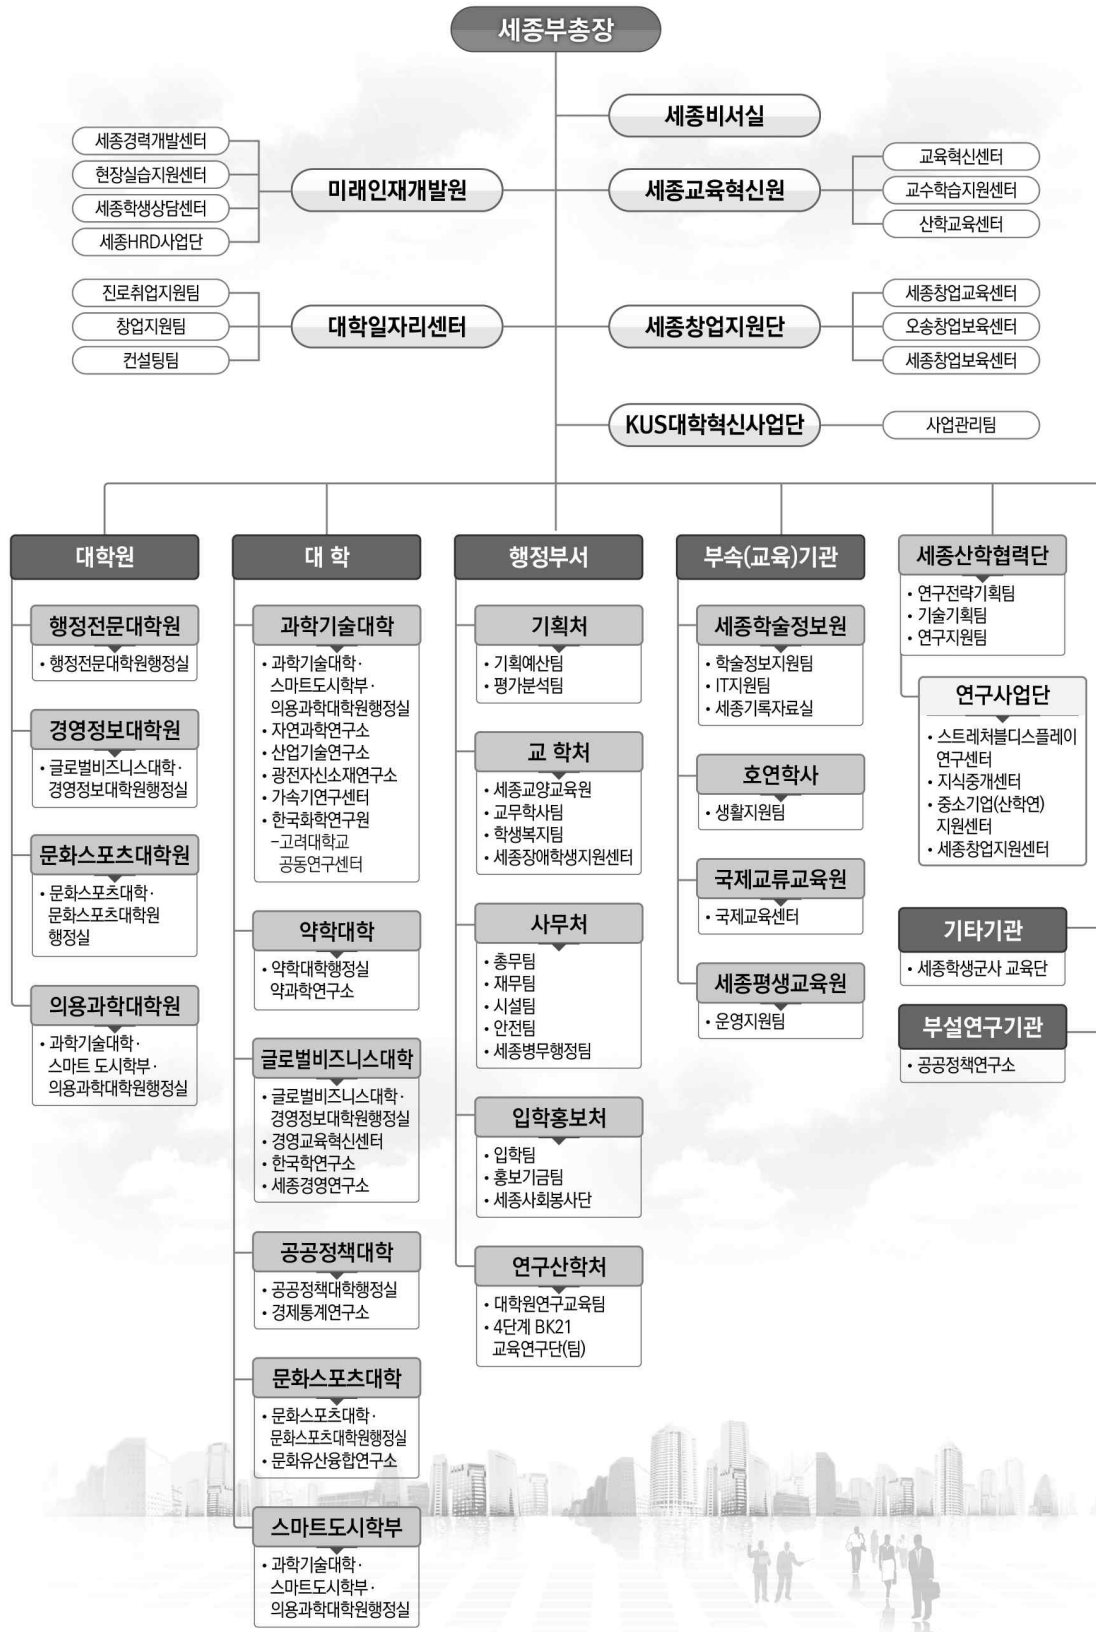 세종부총장
세종비서실
미래인재개발원
세종경력개발센터
현장실습지원센터
세종학생상담센터
세종HRD사업단
세종교육혁신원
교육혁신센터
교수학습지원센터
산학교육센터
대학일자리센터
진로취업지원팀
창업지원팀
컨설팅팀
세종창업지원단
세종창업교육센터
오송창업보육센터
세종창업보육센터
KUS대학혁신사업단
사업관리팀
대학원
행정전문대학원
• 행정전문대학원행정실
경영정보대학원
• 글로벌비즈니스대학·
경영정보대학원행정실
문화스포츠대학원
• 문화스포츠대학·
문화스포츠대학원
행정실
의용과학대학원
• 과학기술대학·
스마트 도시학부·
의용과학대학원행정실
대 학
과학기술대학
• 과학기술대학·
스마트도시학부·
의용과학대학원행정실
• 자연과학연구소
• 산업기술연구소
• 광전자신소재연구소
• 가속기연구센터
• 한국화학연구원
–고려대학교
공동연구센터
약학대학
• 약학대학행정실
약과학연구소
글로벌비즈니스대학
• 글로벌비즈니스대학·
경영정보대학원행정실
• 경영교육혁신센터
• 한국학연구소
• 세종경영연구소
공공정책대학
• 공공정책대학행정실
• 경제통계연구소
문화스포츠대학
• 문화스포츠대학·
문화스포츠대학원행정실
• 문화유산융합연구소
스마트도시학부
• 과학기술대학·
스마트도시학부·
의용과학대학원행정실
행정부서
기획처
• 기획예산팀
• 평가분석팀
교 학처
• 세종교양교육원
• 교무학사팀
• 학생복지팀
• 세종장애학생지원센터
사무처
• 총무팀
• 재무팀
• 시설팀
• 안전팀
• 세종병무행정팀
입학홍보처
• 입학팀
• 홍보기금팀
• 세종사회봉사단
연구산학처
• 대학원연구교육팀
• 4단계 BK21
교육연구단(팀)
부속(교육)기관
세종학술정보원
• 학술정보지원팀
• IT지원팀
• 세종기록자료실
호연학사
• 생활지원팀
국제교류교육원
• 국제교육센터
세종평생교육원
• 운영지원팀
세종산학협력단
• 연구전략기획팀
• 기술기획팀
• 연구지원팀
연구사업단
• 스트레처블디스플레이
연구센터
• 지식중개센터
• 중소기업(산학연)
지원센터
• 세종창업지원센터
기타기관
• 세종학생군사 교육단
부설연구기관
• 공공정책연구소